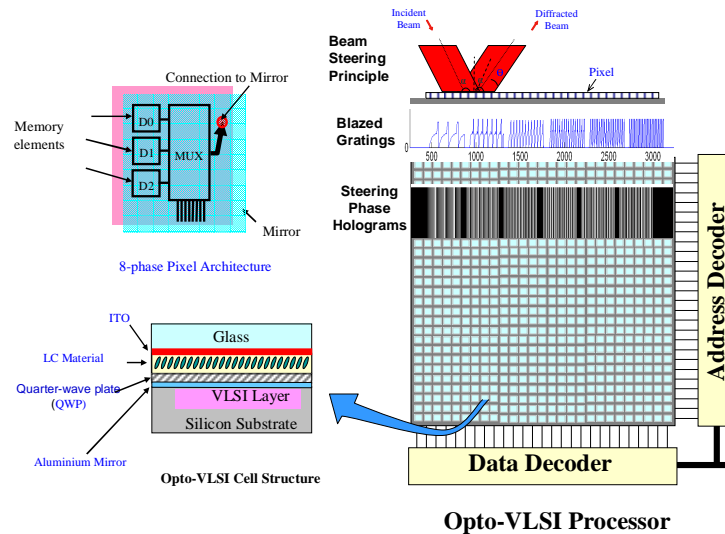 Incident
Beam
Diffracted
Beam
Beam
Steering
Principle
θ
Pixel
Connection to Mirror
Memory
elements
D0
D1
D2
MUX
Mirror
8-phase Pixel Architecture
Blazed
Gratings
0
500 1000 1500 2000 2500 3000
Steering
Phase
Holograms
Address Decoder
ITO
LC Material
Quarter-wave plate
(QWP)
Aluminium Mirror
Glass
VLSI Layer
Silicon Substrate
Opto-VLSI Cell Structure
Data Decoder
Opto-VLSI Processor